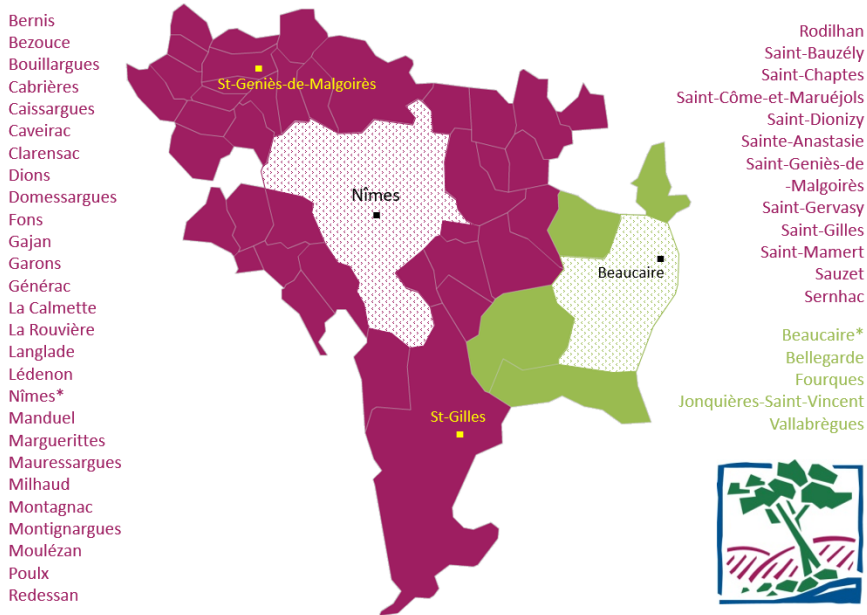 Bernis
Bezouce
Bouillargues
Cabrières
Caissargues
Caveirac
Clarensac
Dions
Domessargues
Fons
Gajan
Garons
Générac
La Calmette
La Rouvière
Langlade
Lédenon
Nîmes*
Manduel
Marguerittes
Mauressargues
Milhaud
Montagnac
Montignargues
Moulézan
Poulx
Redessan
St-Geniès-de-Malgoirès
Nîmes
Beaucaire
St-Gilles
Rodilhan
Saint-Bauzély
Saint-Chaptes
Saint-Côme-et-Maruéjols
Saint-Dionizy
Sainte-Anastasie
Saint-Geniès-de
-Malgoirès
Saint-Gervasy
Saint-Gilles
Saint-Mamert
Sauzet
Sernhac
Beaucaire*
Bellegarde
Fourques
Jonquières-Saint-Vincent
Vallabrègues